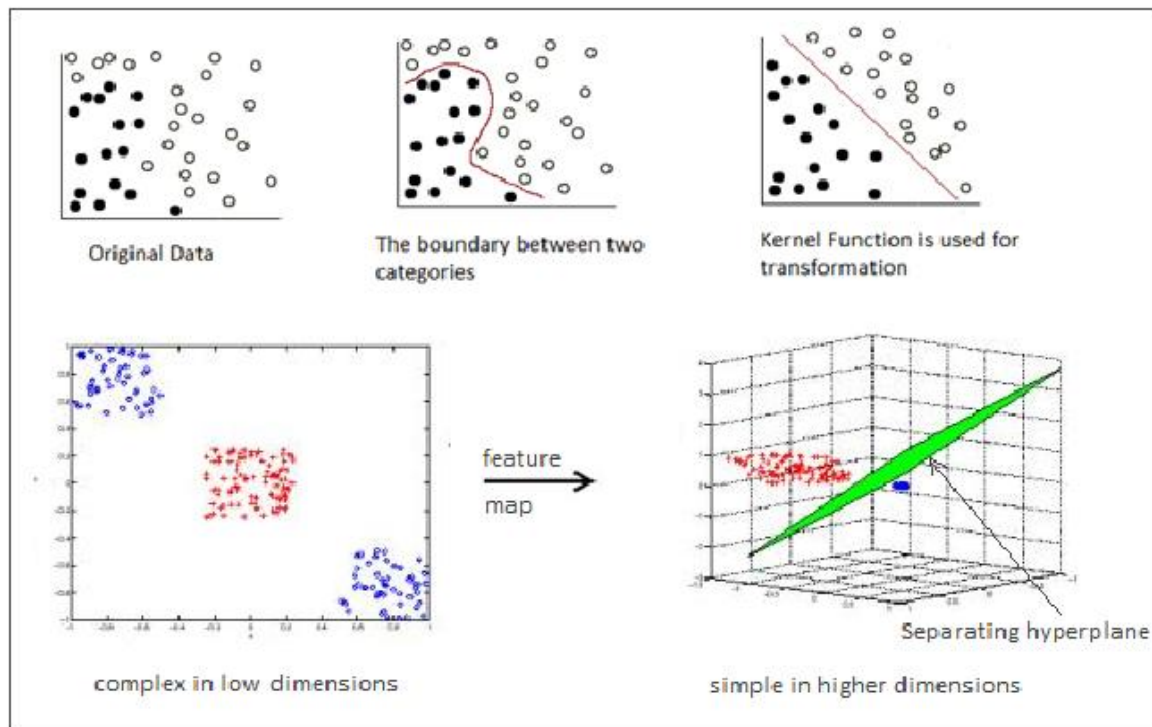 Original Data
The boundary between two
categories
Kernel Function is used for
transformation
feature
map
complex in low dimensions
Separating hyperplane
simple in higher dimensions